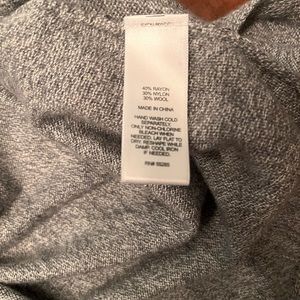 40% RAYON
30% NYLON
30% WOOL
MADE IN CHINA
HAND WASH COLD
SEPARATELY.
ONLY NON-CHLORINE
BLEACH WHEN
NEEDED. LAY FLAT TO
DRY. RESHAPE WHILE
DAMP. COOL IRON
IF NEEDED.